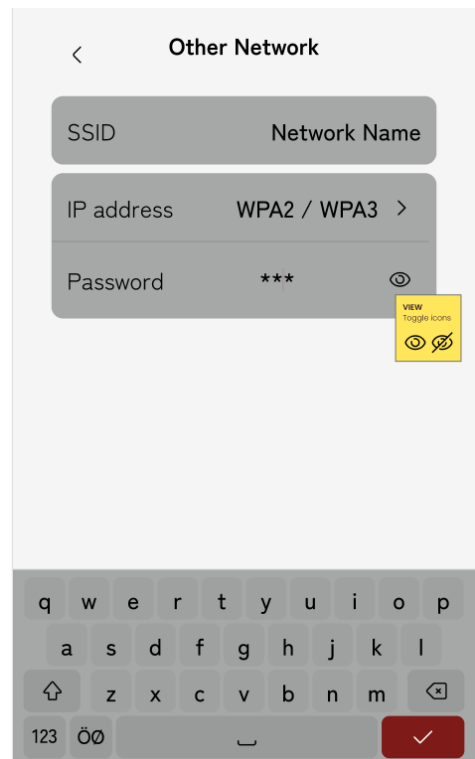 Other Network
SSID Network Name
IP address WPA2 / WPA3
Password ***
VIEW
Toggle icons
q w e r t y u i o p
a s d f g h j k l
z x c v b n m
123 ÖØ